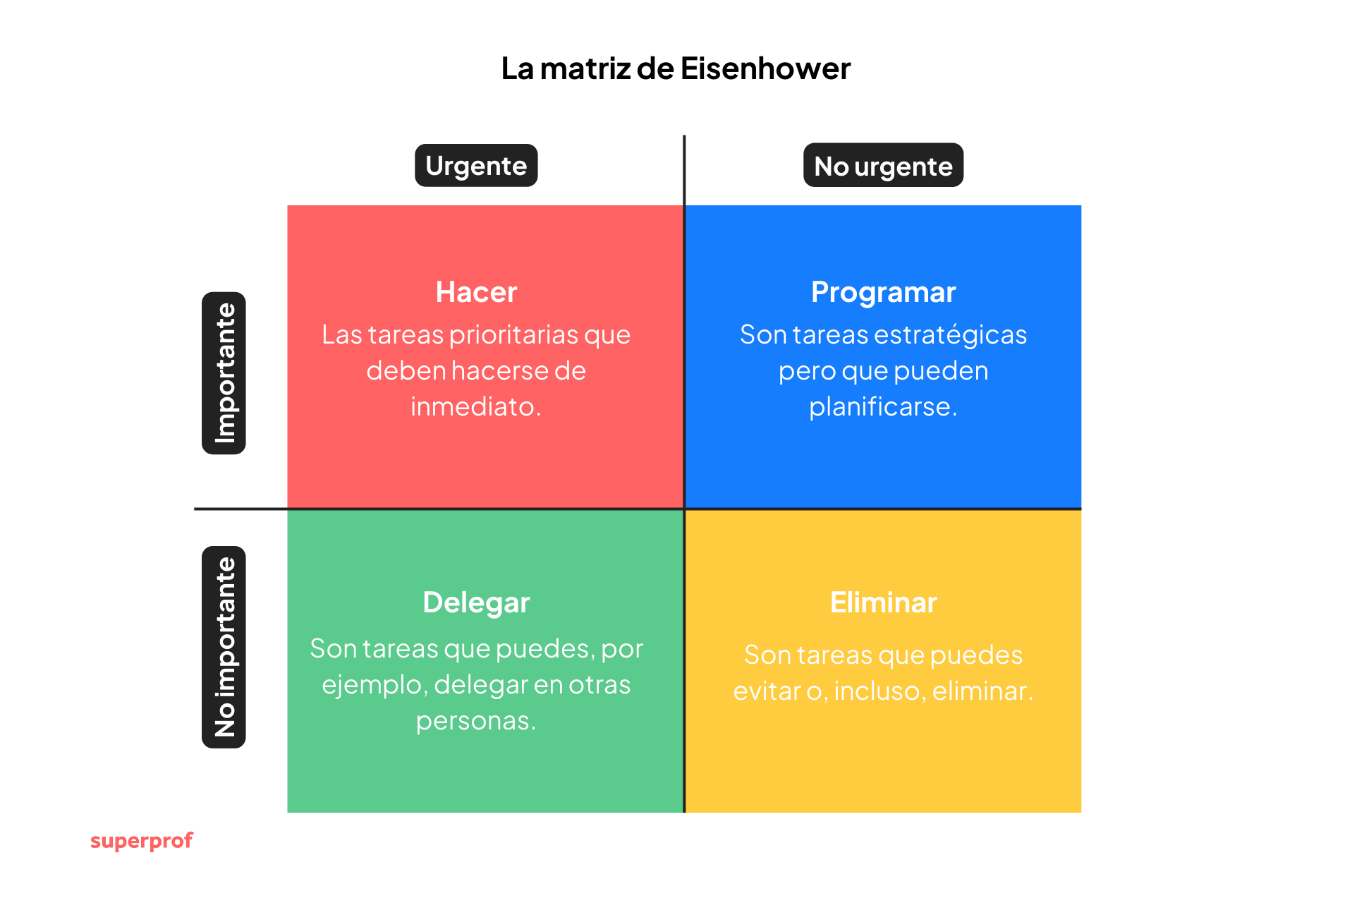 La matriz de Eisenhower
Urgente
No urgente
Importante
Hacer
Las tareas prioritarias que
deben hacerse de
inmediato.
Programar
Son tareas estratégicas
pero que pueden
planificarse.
No importante
Delegar
Son tareas que puedes, por
ejemplo, delegar en otras
personas.
Eliminar
Son tareas que puedes
evitar o, incluso, eliminar.
superprof